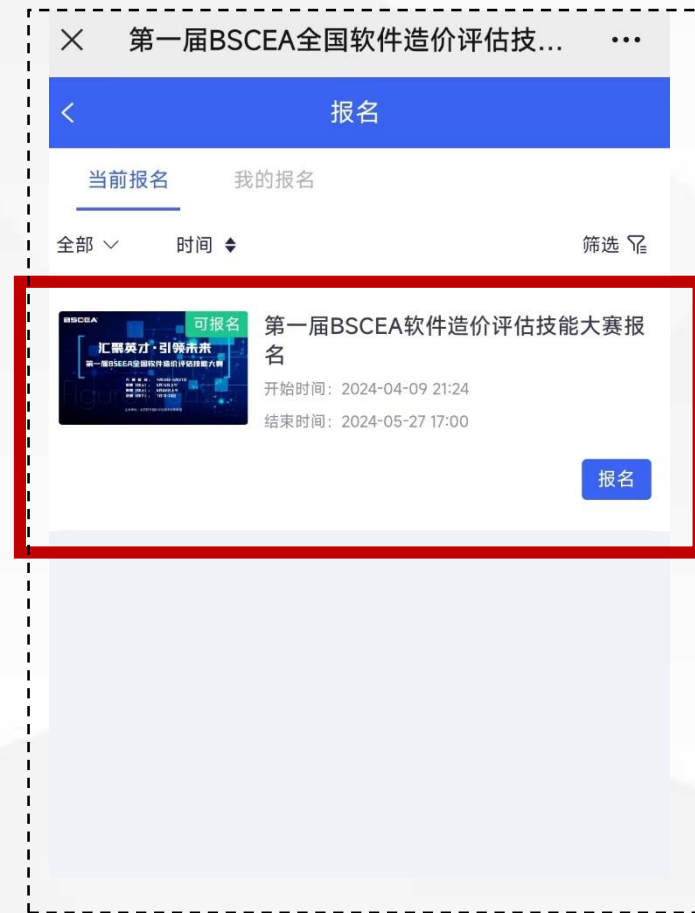 第一届BSCEA全国软件造价评估技...
报名
当前报名
我的报名
全部
时间
筛选
BSCEA
可报名
汇聚英才·引领未来
第一届BSCEA全国软件造价评估技能大赛
第一届BSCEA软件造价评估技能大赛报
名
开始时间：2024-04-09 21:24
结束时间：2024-05-27 17:00
报名